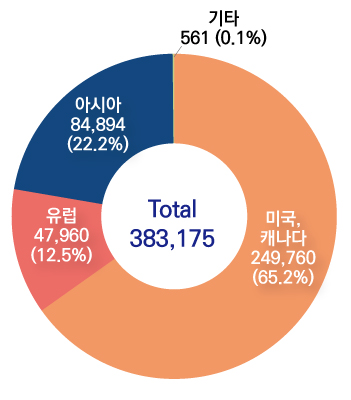 기타
561 (0.1%)
아시아
84,894
(22.2%)
유럽
47,960
(12.5%)
Total
383,175
미국,
캐나다
249,760
(65.2%)